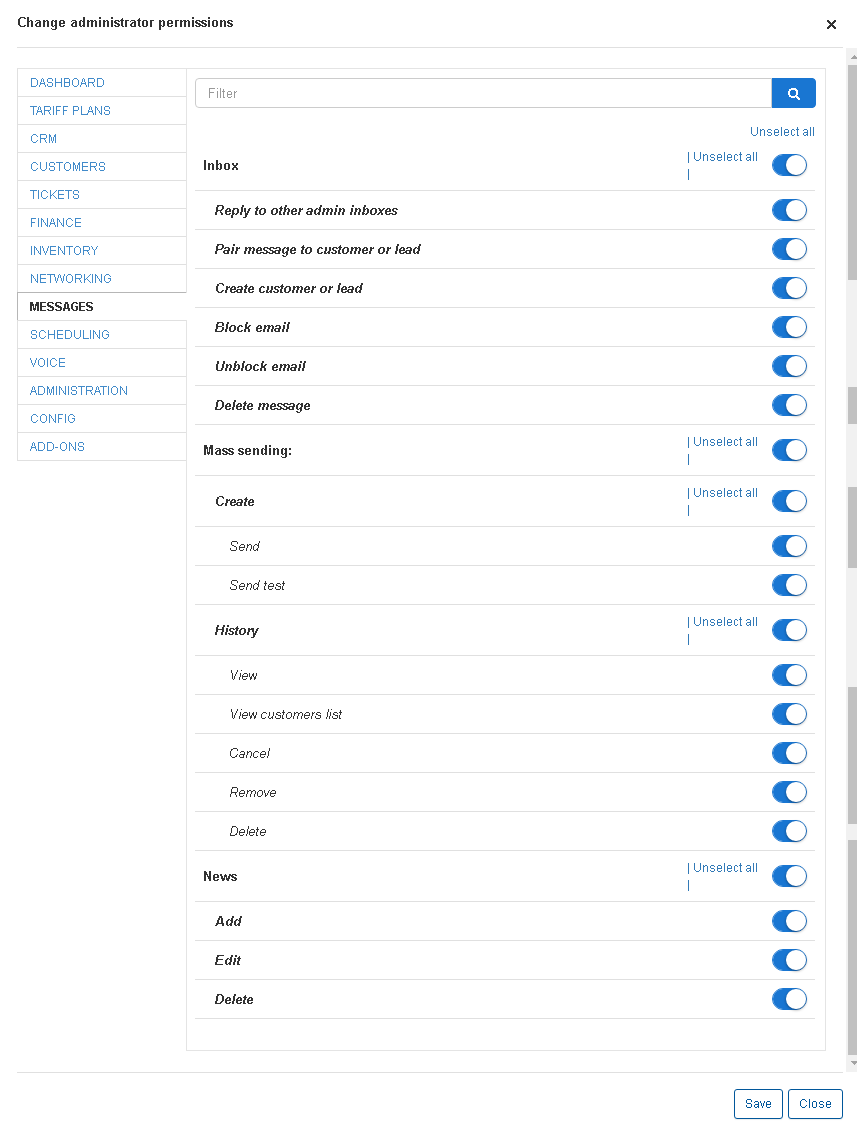 Change administrator permissions
×
DASHBOARD
TARIFF PLANS
CRM
CUSTOMERS
TICKETS
FINANCE
INVENTORY
NETWORKING
MESSAGES
SCHEDULING
VOICE
ADMINISTRATION
CONFIG
ADD-ONS
Filter
Unselect all
Inbox
| Unselect all
|
Reply to other admin inboxes
Pair message to customer or lead
Create customer or lead
Block email
Unblock email
Delete message
Mass sending:
| Unselect all
|
Create
| Unselect all
|
Send
Send test
History
| Unselect all
|
View
View customers list
Cancel
Remove
Delete
News
| Unselect all
|
Add
Edit
Delete
Save
Close